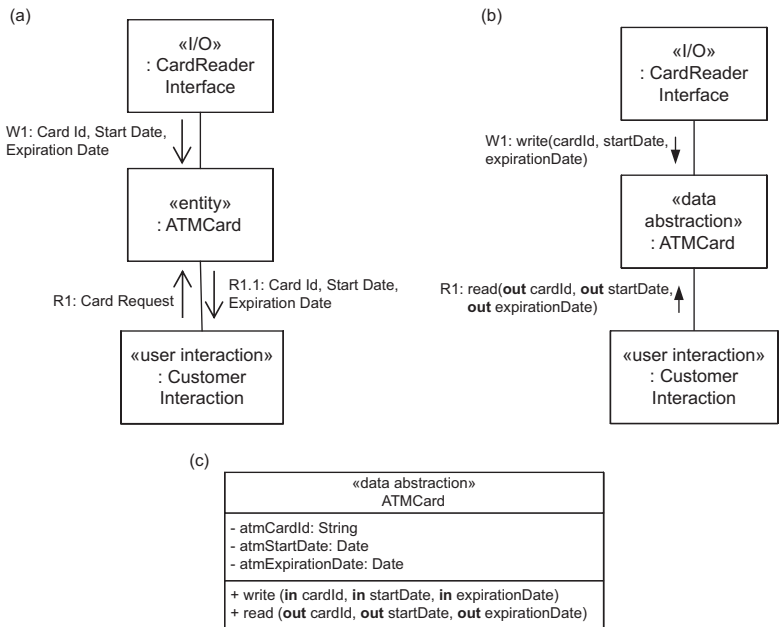 (a)
«I/O»
: CardReader
Interface
W1: Card Id, Start Date,
Expiration Date
«entity»
: ATMCard
R1: Card Request
R1.1: Card Id, Start Date,
Expiration Date
«user interaction»
: Customer
Interaction
(b)
«I/O»
: CardReader
Interface
W1: write(cardId, startDate,
expirationDate)
«data
abstraction»
: ATMCard
R1: read(out cardId, out startDate,
out expirationDate)
«user interaction»
: Customer
Interaction
(c)
«data abstraction»
ATMCard
- atmCardId: String
- atmStartDate: Date
- atmExpirationDate: Date
+ write (in cardId, in startDate, in expirationDate)
+ read (out cardId, out startDate, out expirationDate)